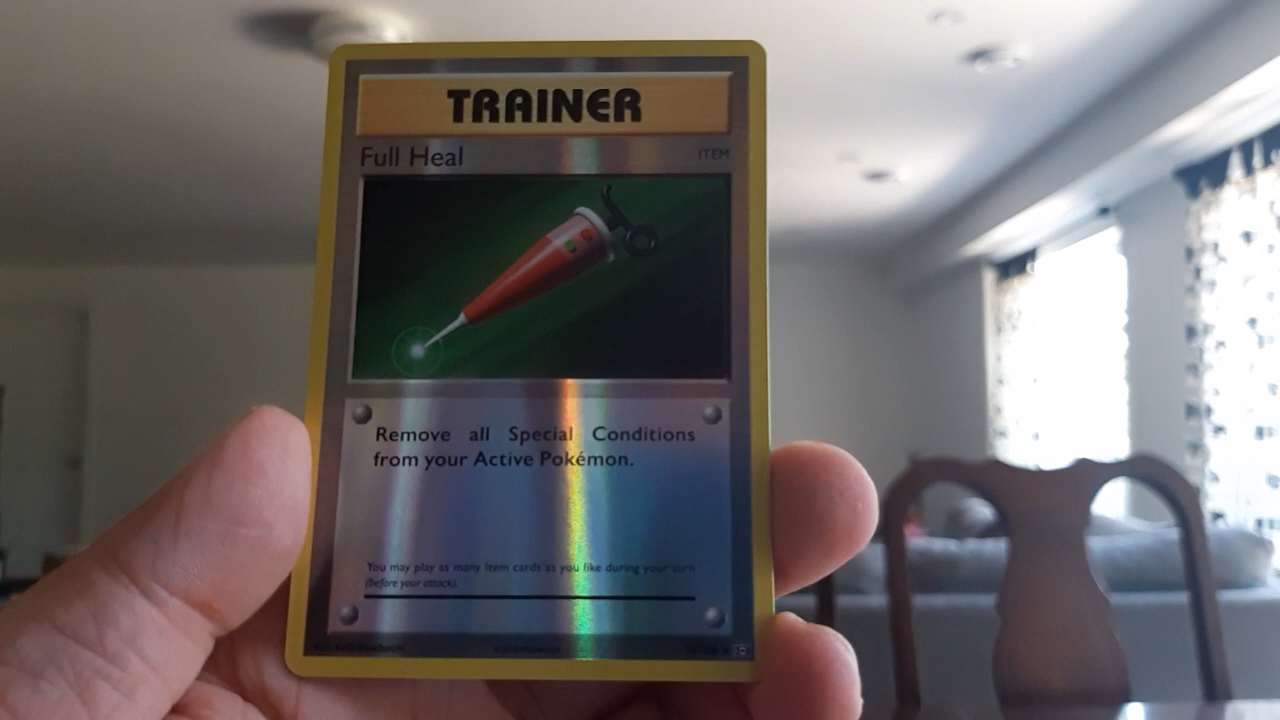 TRAINER
Full Heal ITEM
Remove all Special Conditions
from your Active Pokémon.
You may play as many Item cards as you like during your turn
(before your attack).